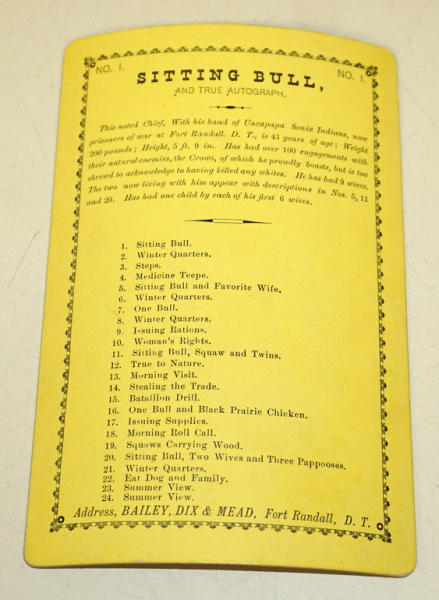 NO. 1.
NO. 1.
SITTING BULL,
AND TRUE AUTOGRAPH.
This noted Chief, With his band of Uncapapa Souix Indians, now
prisoners of war at Fort Randall, D. T., is 43 years of age; Weight
200 pounds; Height, 5 ft. 9 in. Has had over 100 engagements with
their natural enemies, the Crows, of which he proudly boasts, but is too
shrewd to acknowledge to having killed any whites. He has had 9 wives.
The two now living with him appear with descriptions in Nos. 5, 11
and 20. Has had one child by each of his first 6 wives.
1. Sitting Bull.
2. Winter Quarters.
3. Steps.
4. Medicine Teepe.
5. Sitting Bull and Favorite Wife,
6. Winter Quarters.
7. One Bull.
8. Winter Quarters.
9. I-suing Rations.
10. Woman's Rights.
11. Sitting Bull, Squaw and Twins.
12. True to Nature.
13. Morning Visit.
14. Stealing the Trade.
15. Batallion Drill.
16. One Bull and Black Prairie Chicken.
17. Issuing Supplies.
18. Morning Roll Call.
19. Squaws Carrying Wood.
20. Sitting Bull, Two Wives and Three Pappooses.
21. Winter Quarters.
22. Eat Dog and Family.
23. Summer View.
24. Summer View.
Address, BAILEY, DIX & MEAD, Fort Randall, D. T.